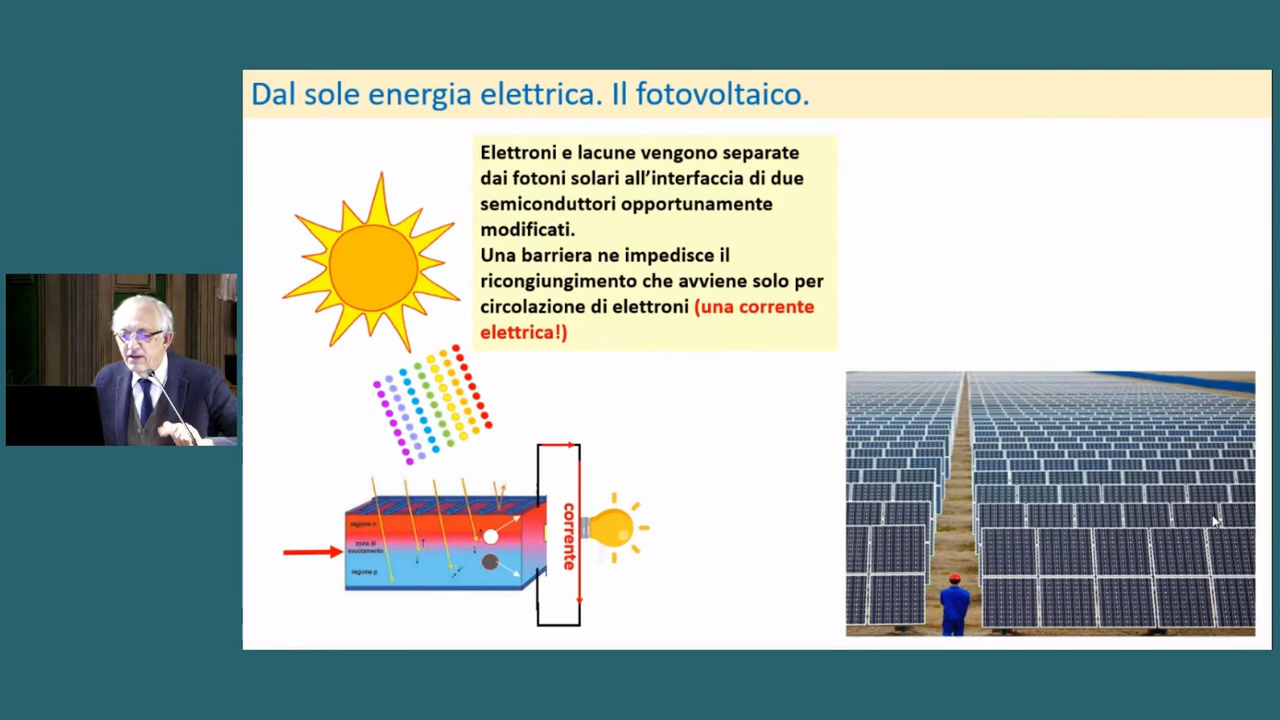 Dal sole energia elettrica. Il fotovoltaico.
Elettroni e lacune vengono separate
dai fotoni solari all'interfaccia di due
semiconduttori opportunamente
modificati.
Una barriera ne impedisce il
ricongiungimento che avviene solo per
circolazione di elettroni (una corrente
elettrica!)
regione n
zona di
svuotamento
regione p
corrente